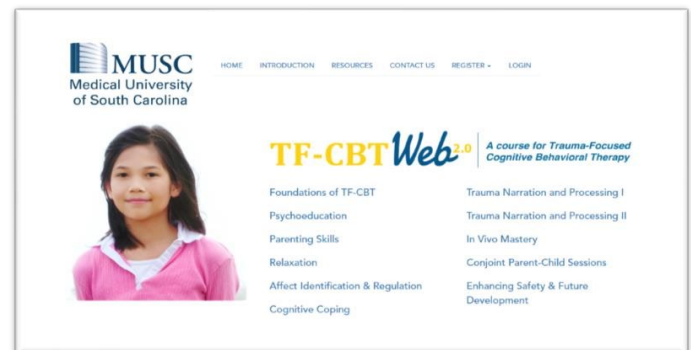 MUSC
Medical University
of South Carolina
HOME INTRODUCTION RESOURCES CONTACT US REGISTER LOGIN
TF-CBT Web 2.0
A course for Trauma-Focused
Cognitive Behavioral Therapy
Foundations of TF-CBT
Psychoeducation
Parenting Skills
Relaxation
Affect Identification & Regulation
Cognitive Coping
Trauma Narration and Processing I
Trauma Narration and Processing II
In Vivo Mastery
Conjoint Parent-Child Sessions
Enhancing Safety & Future
Development